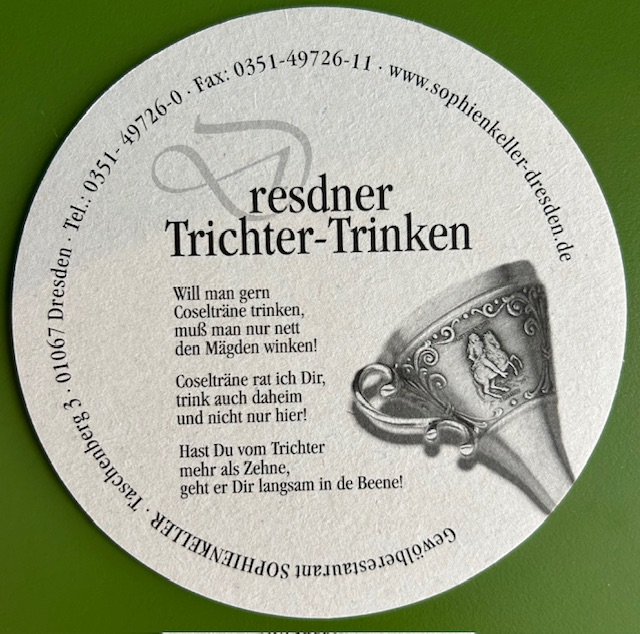 Gewölberestaurant SOPHIENKELLER · Taschenberg 3 · 01067 Dresden · Tel.: 0351- 49726-0 · Fax: 0351-49726-11 · www.sophienkeller-dresden.de
Dresdner
Trichter-Trinken
Will man gern
Coselträne trinken,
muß man nur nett
den Mägden winken!
Coselträne rat ich Dir,
trink auch daheim
und nicht nur hier!
Hast Du vom Trichter
mehr als Zehne,
geht er Dir langsam in de Beene!